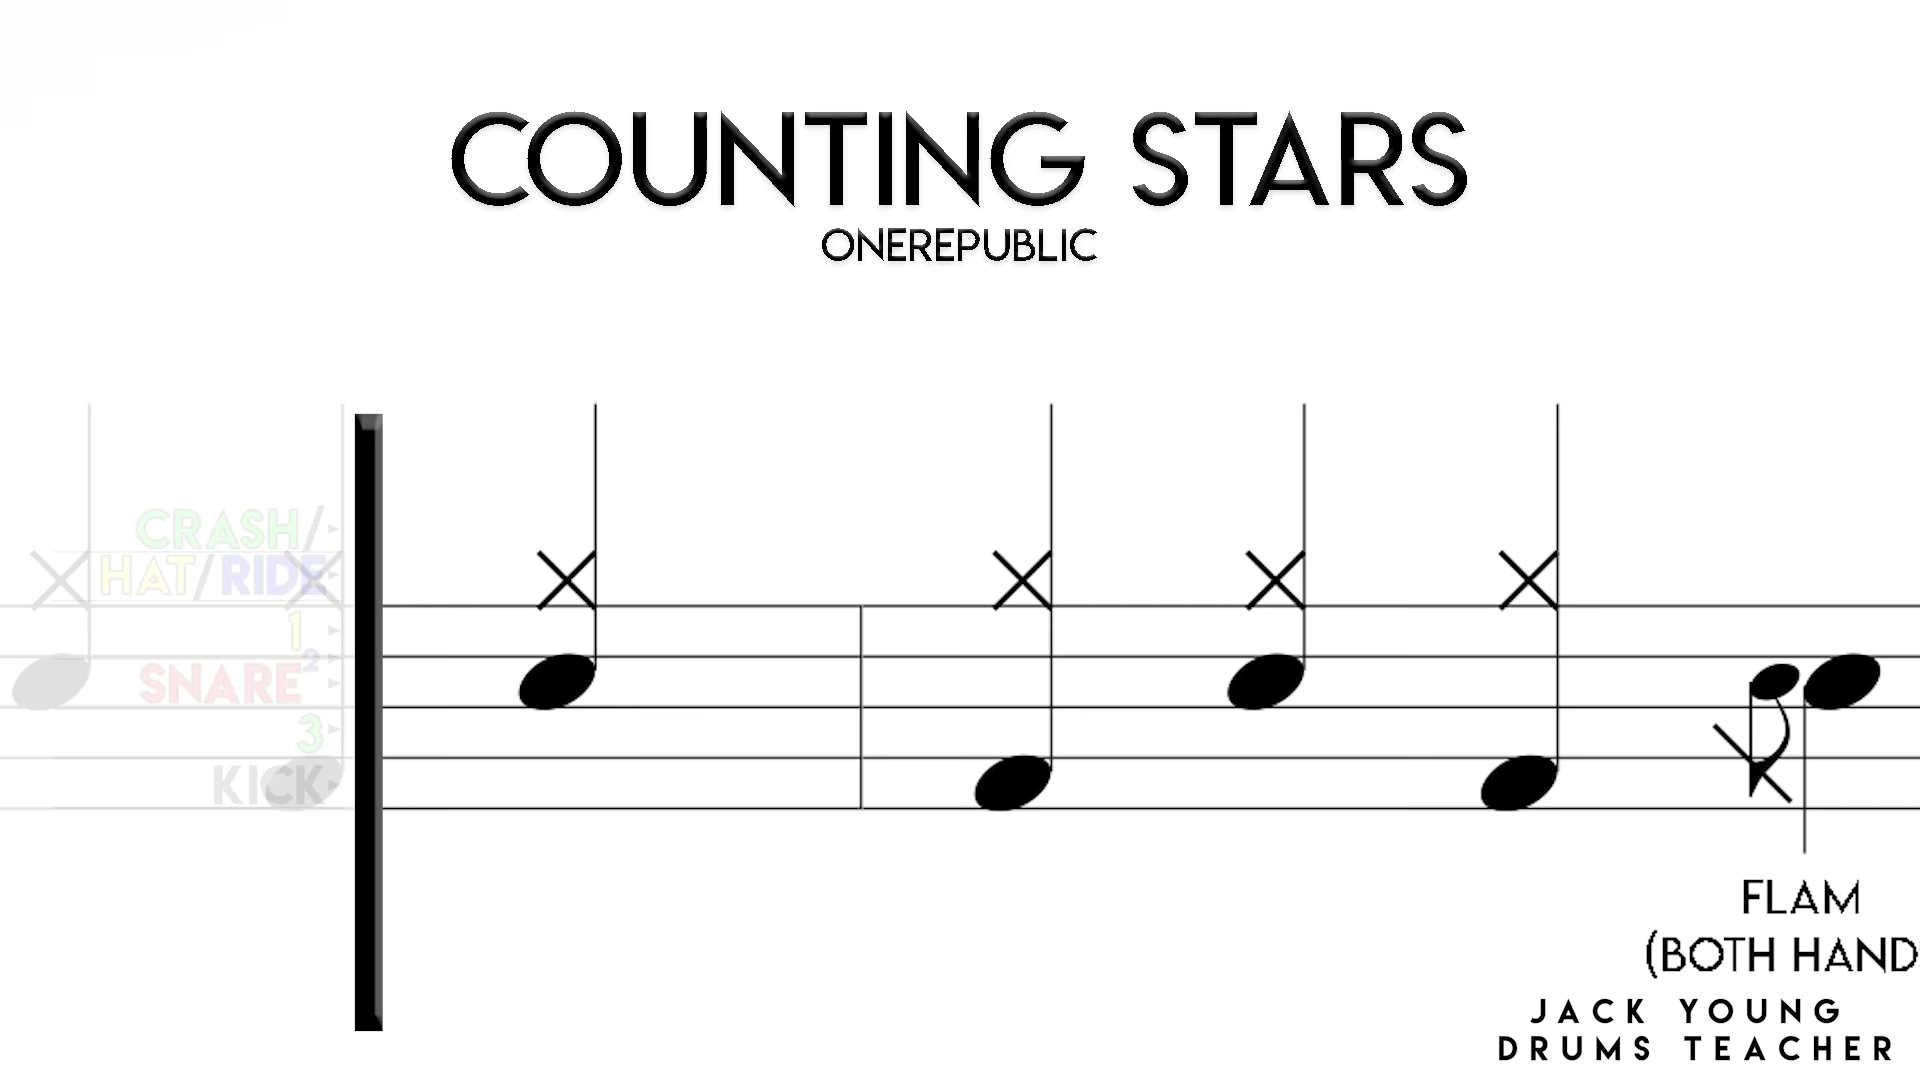 COUNTING STARS
ONEREPUBLIC
CRASH/
HAT/RIDE
1
SNARE 2
3
KICK
FLAM
(BOTH HAND
JACK YOUNG
DRUMS TEACHER